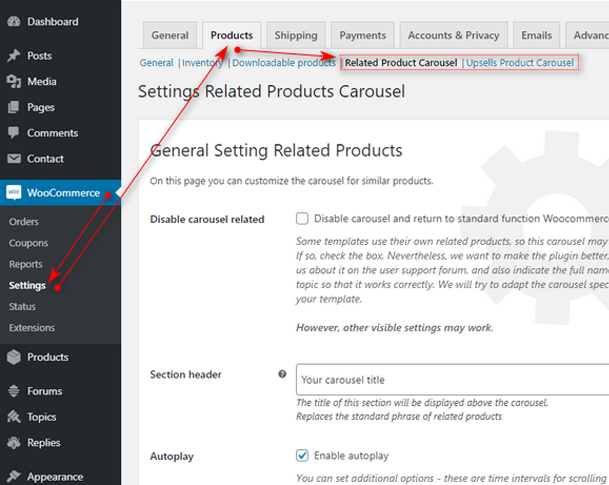 Dashboard
Posts
Media
Pages
Comments
Contact
WooCommerce
Orders
Coupons
Reports
Settings
Status
Extensions
Products
Forums
Topics
Replies
Appearance
General Products Shipping Payments Accounts & Privacy Emails Advanc
General | Inventory | Downloadable products | Related Product Carousel | Upsells Product Carousel
Settings Related Products Carousel
General Setting Related Products
On this page you can customize the carousel for similar products.
Disable carousel related
Disable carousel and return to standard function Woocommerce
Some templates use their own related products, so this carousel may
If so, check the box. Nevertheless, we want to make the plugin better,
us about it on the user support forum, and also indicate the full nam
topic so that it works correctly. We will try to adapt the carousel spec
your template.
However, other visible settings may work.
Section header
?
Your carousel title
The title of this section will be displayed above the carousel.
Replaces the standard phrase of related products
Autoplay
Enable autoplay
You can set additional options - these are time intervals for scrolling